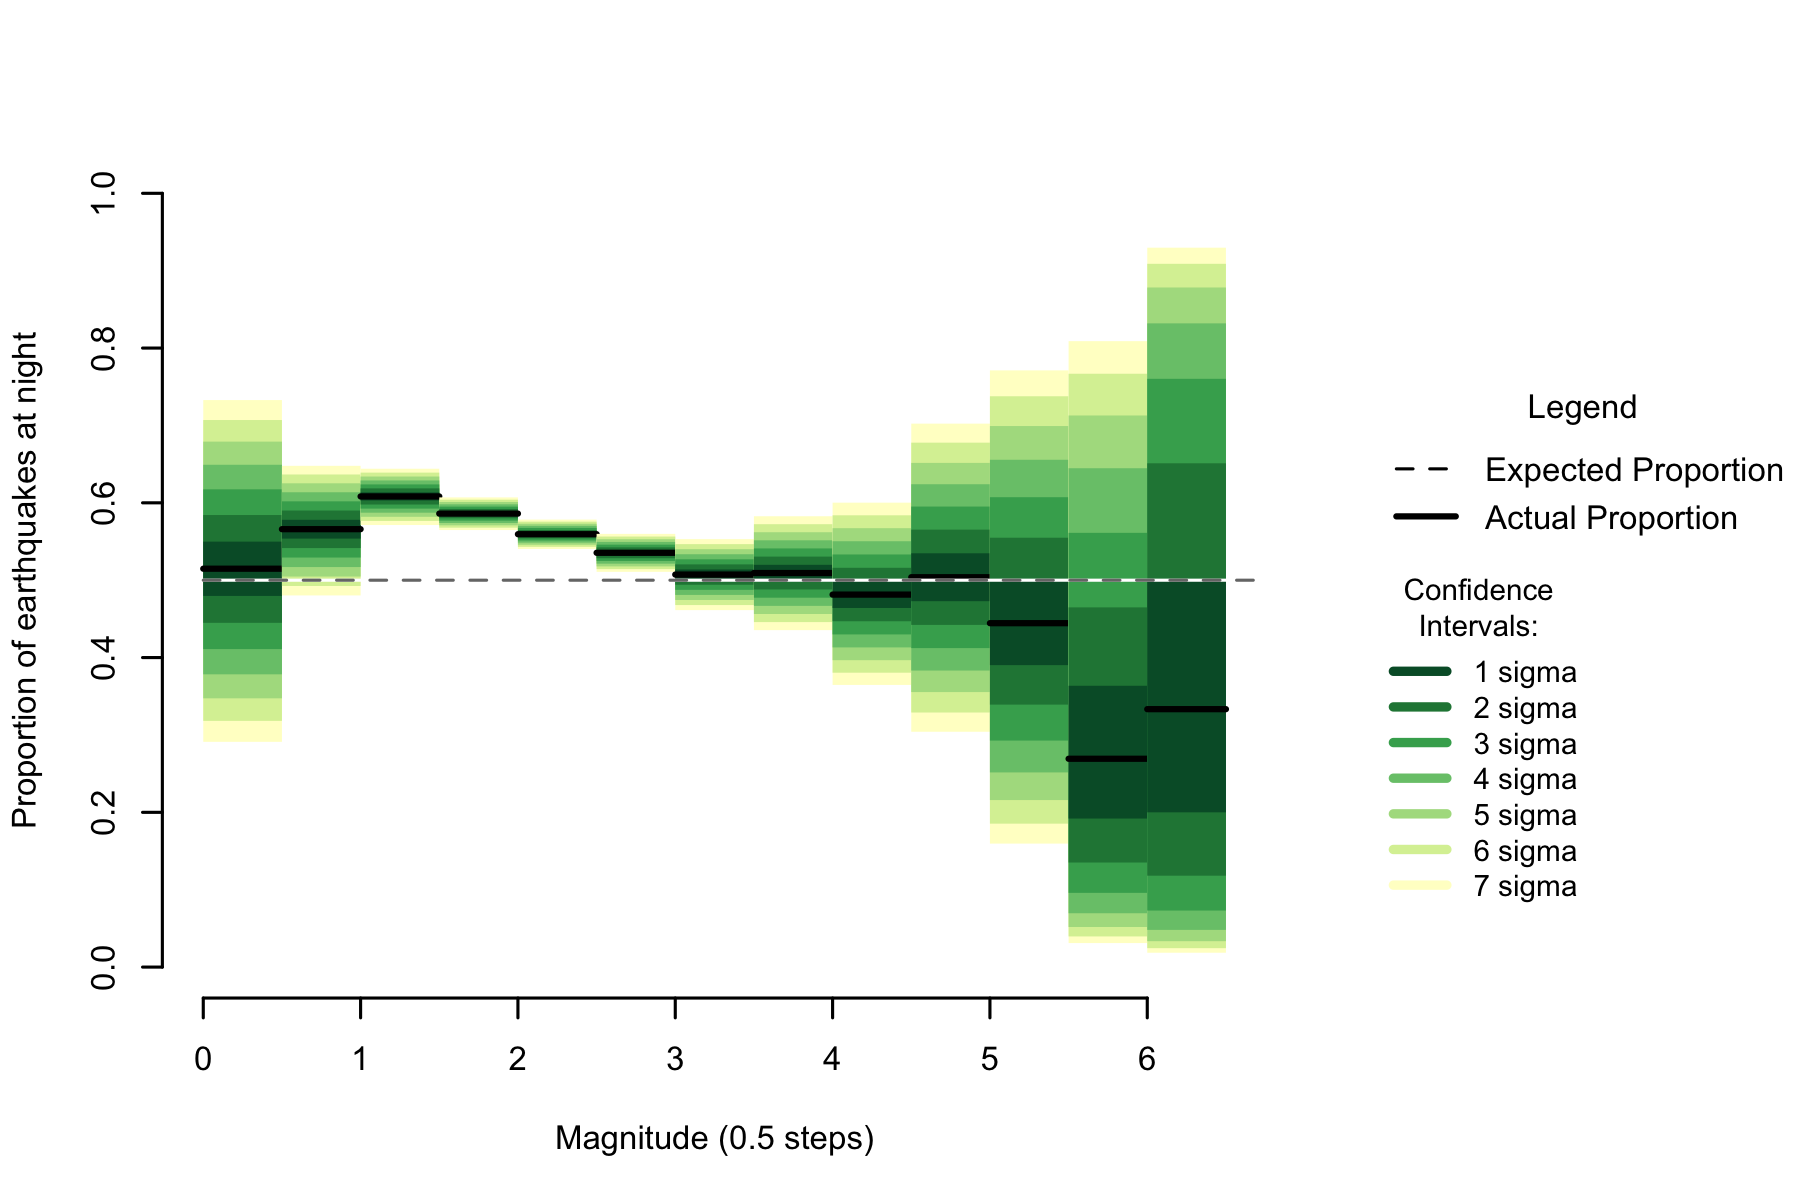 1.0
0.8
0.6
0.4
0.2
0.0
Proportion of earthquakes at night
0 1 2 3 4 5 6
Magnitude (0.5 steps)
Legend
Expected Proportion
Actual Proportion
Confidence
Intervals:
1 sigma
2 sigma
3 sigma
4 sigma
5 sigma
6 sigma
7 sigma